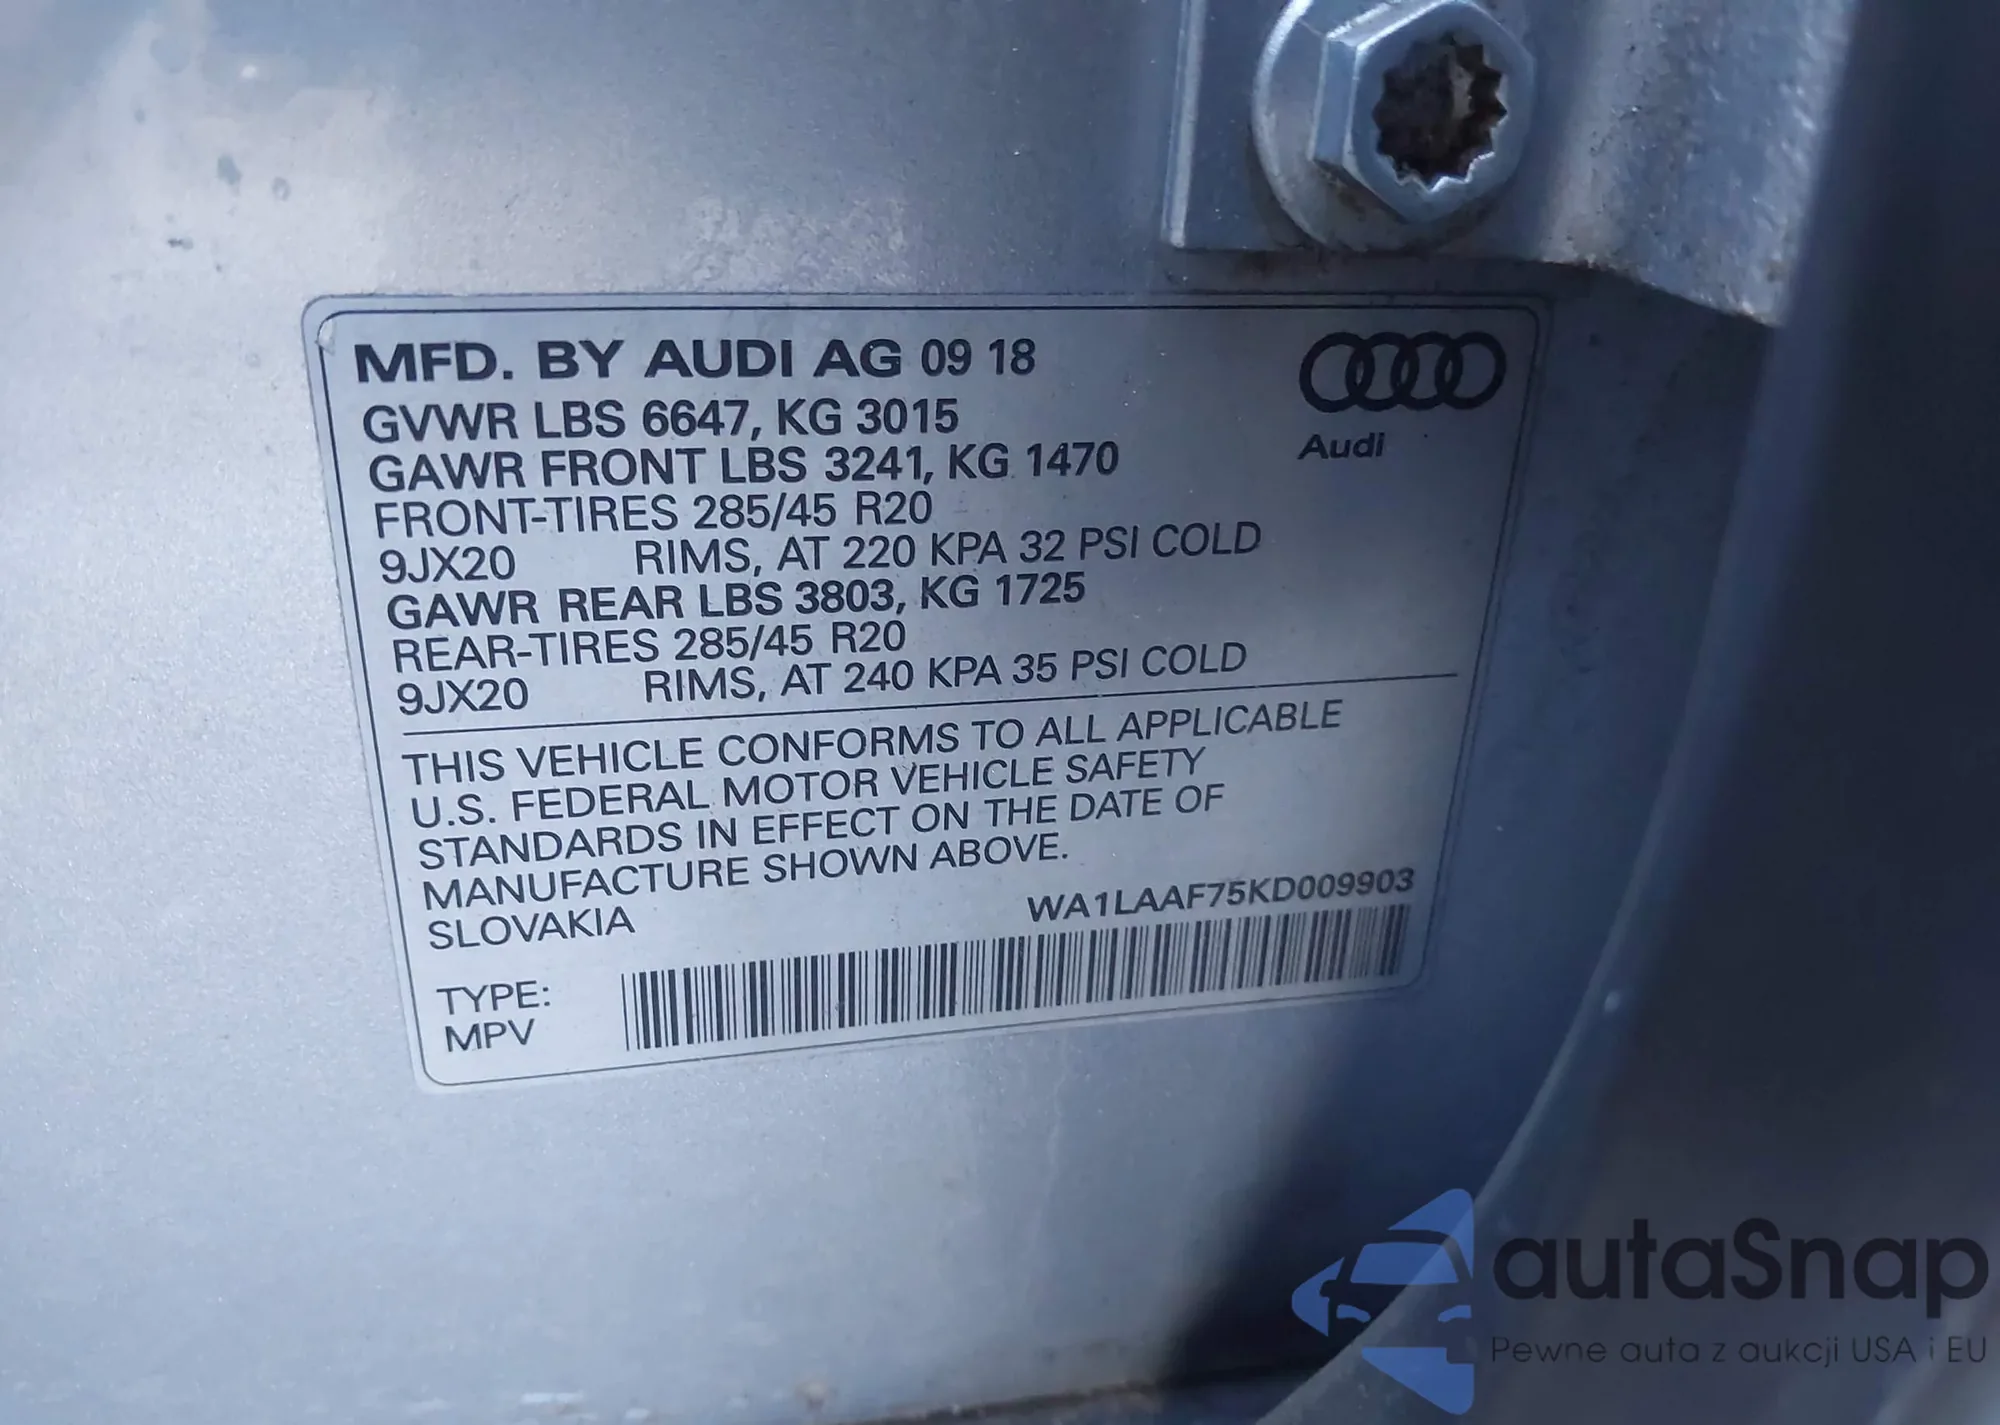 MFD. BY AUDI AG 09 18
GVWR LBS 6647, KG 3015
GAWR FRONT LBS 3241, KG 1470
FRONT-TIRES 285/45 R20
9JX20 RIMS, AT 220 KPA 32 PSI COLD
GAWR REAR LBS 3803, KG 1725
REAR-TIRES 285/45 R20
9JX20 RIMS, AT 240 KPA 35 PSI COLD
Audi
THIS VEHICLE CONFORMS TO ALL APPLICABLE
U.S. FEDERAL MOTOR VEHICLE SAFETY
STANDARDS IN EFFECT ON THE DATE OF
MANUFACTURE SHOWN ABOVE.
SLOVAKIA
WA1LAAF75KD009903
TYPE:
MPV
autaSnap
Pewne auta z aukcji USA i EU